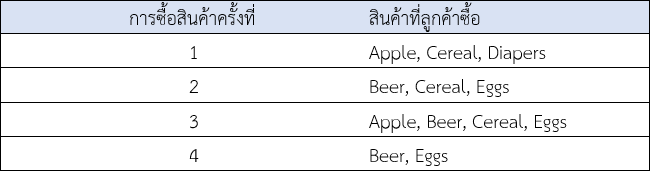 การซื้อสินค้าครั้งที่ สินค้าที่ลูกค้าซื้อ
1 Apple, Cereal, Diapers
2 Beer, Cereal, Eggs
3 Apple, Beer, Cereal, Eggs
4 Beer, Eggs